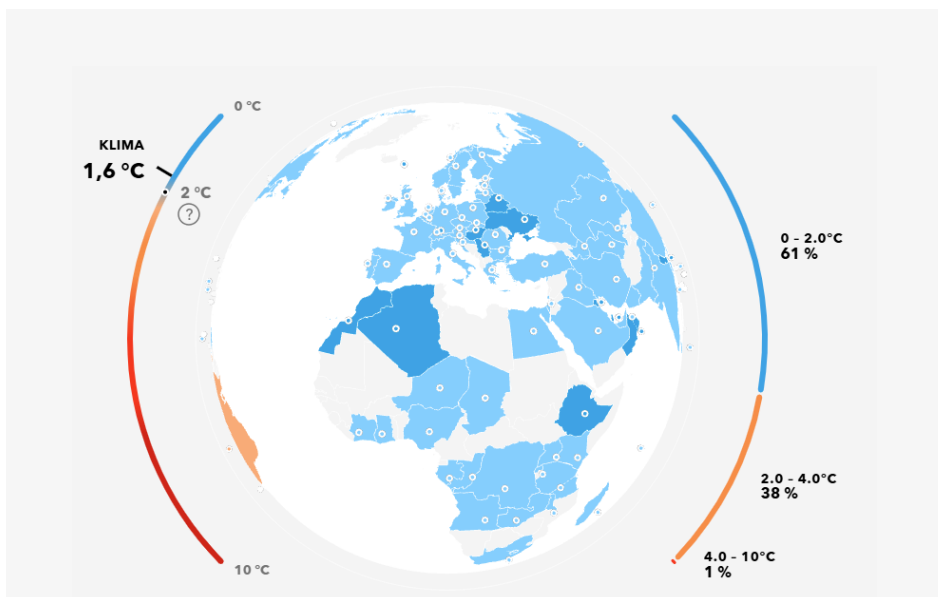 0 °C
KLIMA
1,6 °C
2 °C
?
0 – 2.0°C
61 %
2.0 – 4.0°C
38 %
4.0 – 10°C
1 %
10 °C